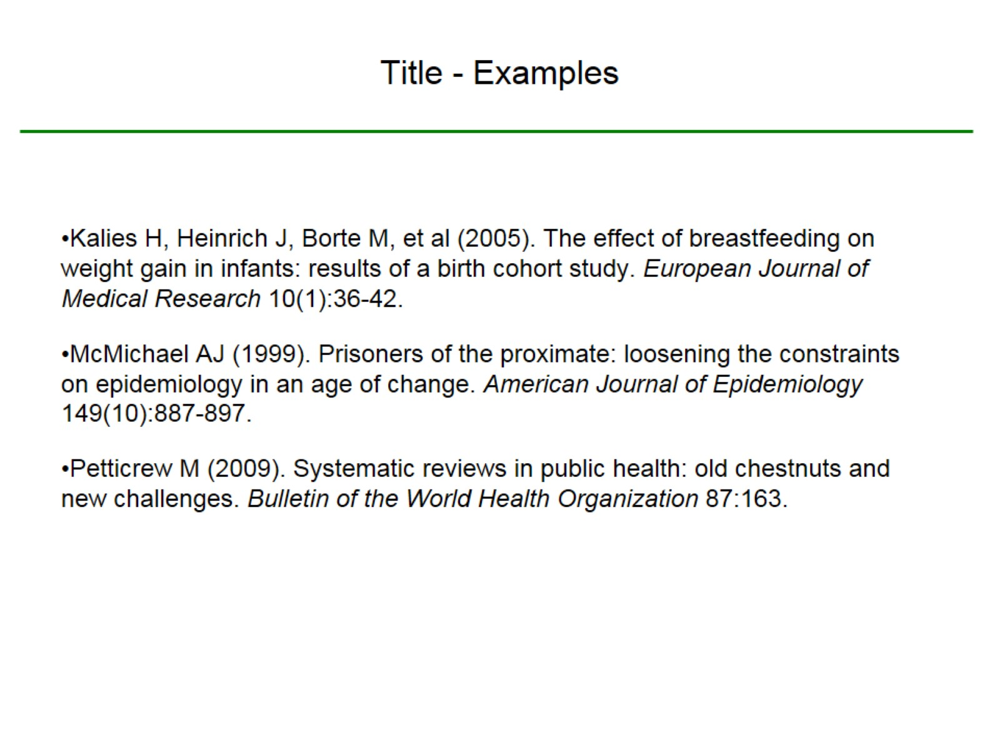 Title - Examples
•Kalies H, Heinrich J, Borte M, et al (2005). The effect of breastfeeding on
weight gain in infants: results of a birth cohort study. European Journal of
Medical Research 10(1):36-42.
•McMichael AJ (1999). Prisoners of the proximate: loosening the constraints
on epidemiology in an age of change. American Journal of Epidemiology
149(10):887-897.
•Petticrew M (2009). Systematic reviews in public health: old chestnuts and
new challenges. Bulletin of the World Health Organization 87:163.